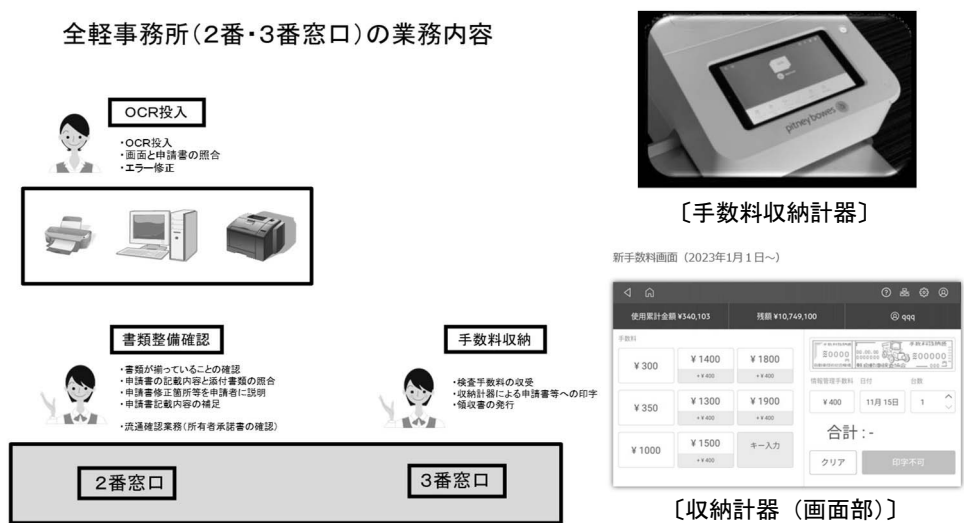 全軽事務所(2番・3番窓口)の業務内容
OCR投入
・OCR投入
・画面と申請書の照合
・エラー修正
書類整備確認
・書類が揃っていることの確認
・申請書の記載内容と添付書類の照合
・申請書修正箇所等を申請者に説明
・申請書記載内容の補足
・流通確認業務(所有者承諾書の確認)
手数料収納
・検査手数料の収受
・収納計器による申請書等への印字
・領収書の発行
2番窓口
3番窓口
pitney bowes
〔手数料収納計器〕
新手数料画面（2023年1月1日～）
使用累計金額 ¥340,103
残額 ¥10,749,100
qqq
手数料
¥300
¥1400
+¥400
¥1800
+¥400
¥350
¥1300
+¥400
¥1900
+¥400
¥1000
¥1500
+¥400
キー入力
情報管理手数料
日付
台数
¥400
11月15日
1
合計:-
クリア
印字不可
〔収納計器（画面部）〕